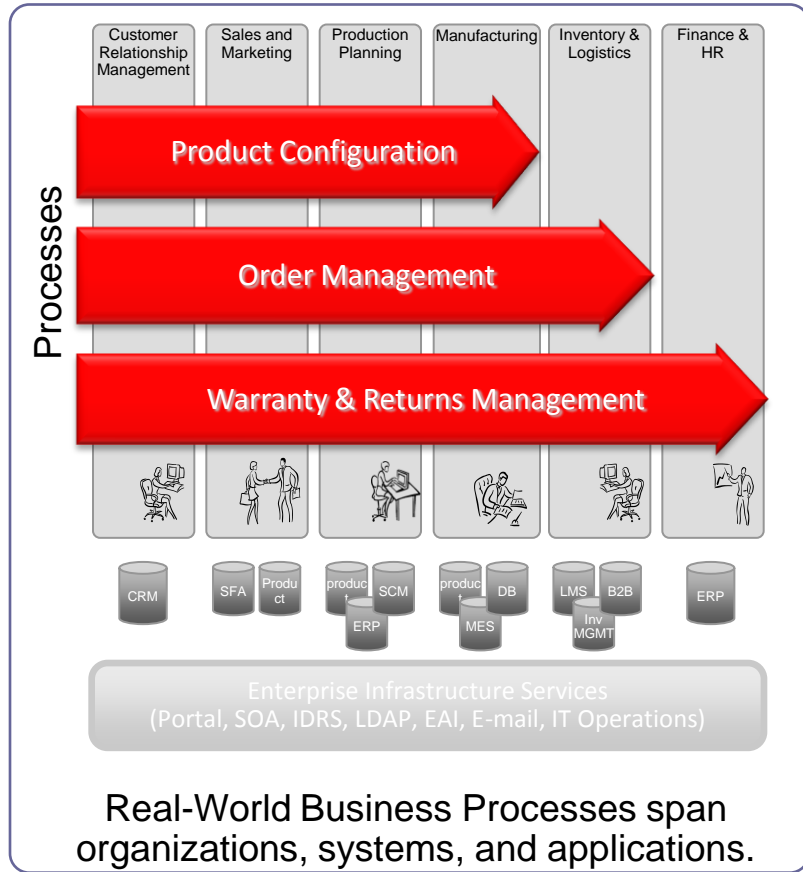 Customer
Relationship
Management
Sales and
Marketing
Production
Planning
Manufacturing
Inventory &
Logistics
Finance &
HR
Processes
Product Configuration
Order Management
Warranty & Returns Management
CRM
SFA
Produ
ct
produc
t
SCM
ERP
produc
t
DB
MES
LMS
B2B
Inv
MGMT
ERP
Enterprise Infrastructure Services
(Portal, SOA, IDRS, LDAP, EAI, E-mail, IT Operations)
Real-World Business Processes span
organizations, systems, and applications.